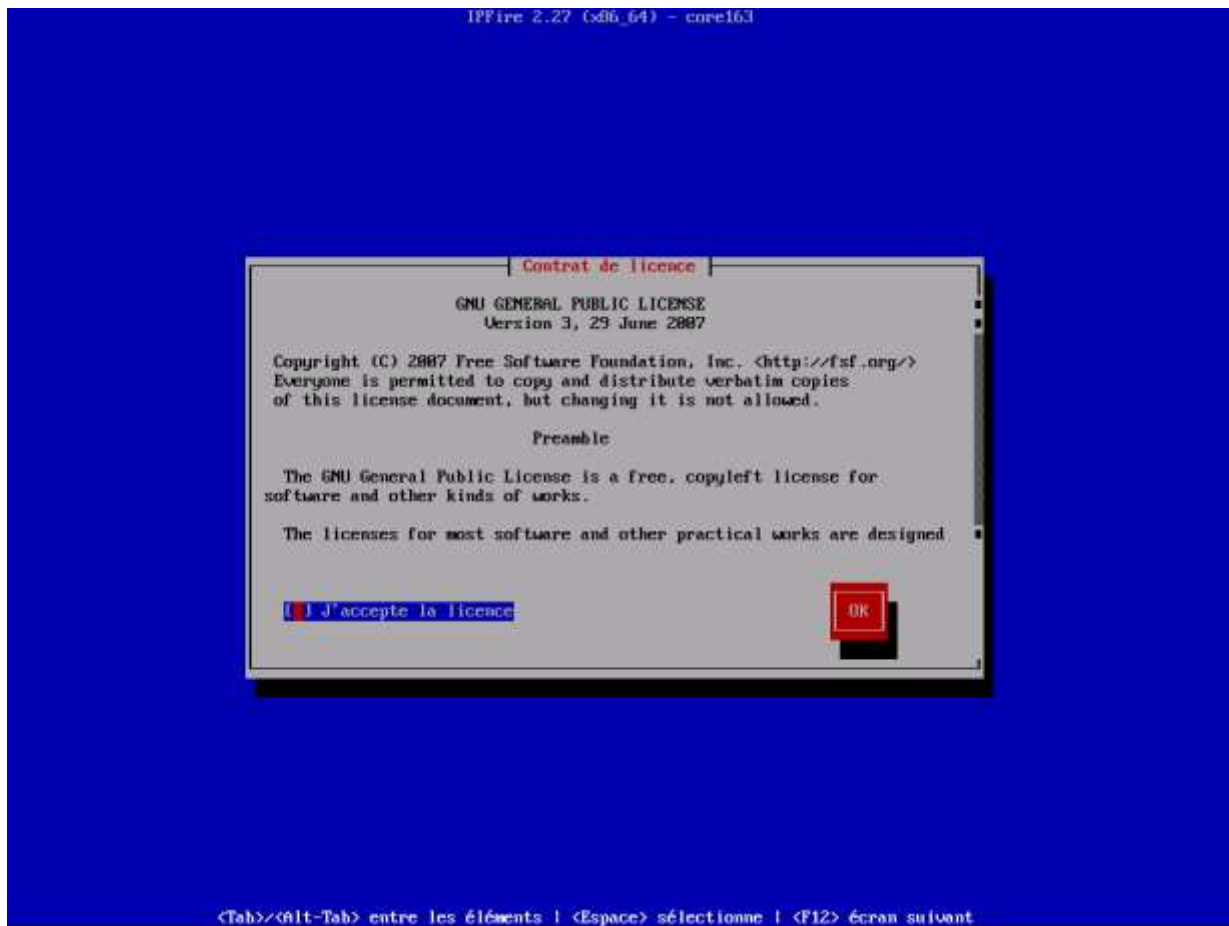 IPFire 2.27 (x86_64) - core163
Contrat de licence
GNU GENERAL PUBLIC LICENSE
Version 3, 29 June 2007
Copyright (C) 2007 Free Software Foundation, Inc. <http://fsf.org/>
Everyone is permitted to copy and distribute verbatim copies
of this license document, but changing it is not allowed.
Preamble
The GNU General Public License is a free, copyleft license for
software and other kinds of works.
The licenses for most software and other practical works are designed
[ ] J'accepte la licence
OK
<Tab>/<Alt-Tab> entre les éléments | <Espace> sélectionne | <F12> écran suivant